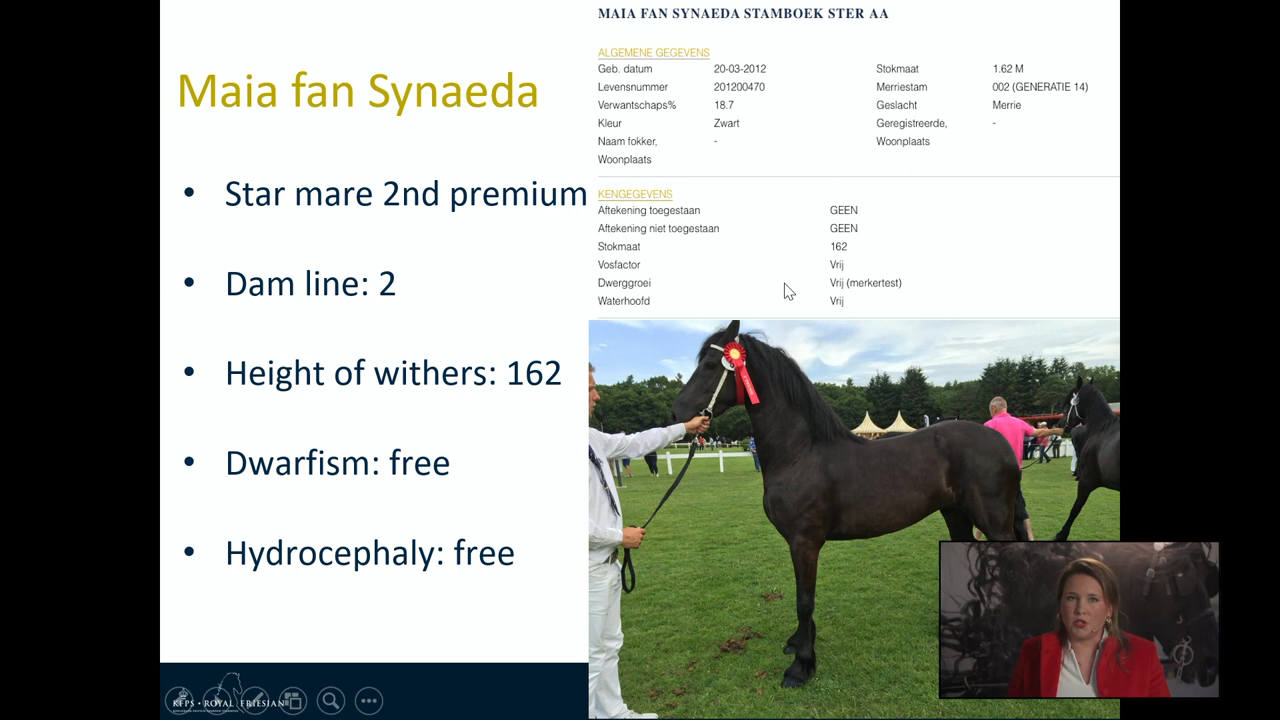 MAIA FAN SYNAEDA STAMBOEK STER AA
Maia fan Synaeda
• Star mare 2nd premium
• Dam line: 2
• Height of withers: 162
• Dwarfism: free
• Hydrocephaly: free
ALGEMENE GEGEVENS
Geb. datum 20-03-2012 Stokmaat 1.62 M
Levensnummer 201200470 Merriestam 002 (GENERATIE 14)
Verwantschaps% 18.7 Geslacht Merrie
Kleur Zwart Geregistreerde, -
Naam fokker, - Woonplaats
Woonplaats
KENGEGEVENS
Aftekening toegestaan GEEN
Aftekening niet toegestaan GEEN
Stokmaat 162
Vosfactor Vrij
Dwerggroei Vrij (merkertest)
Waterhoofd Vrij
KFPS • ROYAL FRIESIAN